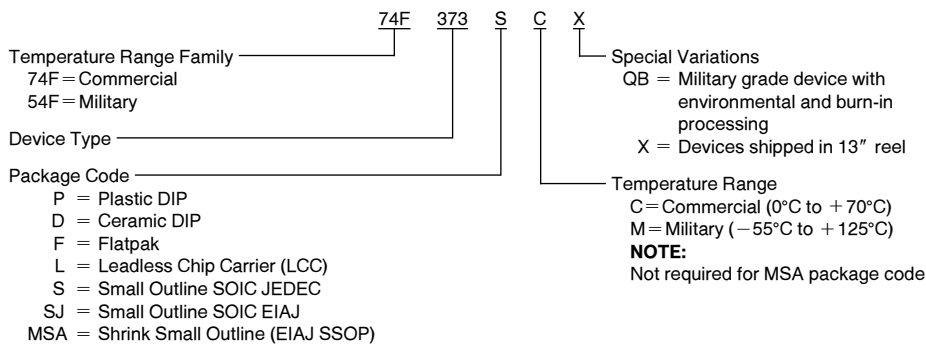 74F 373 S C X
Temperature Range Family
74F=Commercial
54F=Military
Device Type
Package Code
P = Plastic DIP
D = Ceramic DIP
F = Flatpak
L = Leadless Chip Carrier (LCC)
S = Small Outline SOIC JEDEC
SJ = Small Outline SOIC EIAJ
MSA = Shrink Small Outline (EIAJ SSOP)
Special Variations
QB = Military grade device with
environmental and burn-in
processing
X = Devices shipped in 13″ reel
Temperature Range
C=Commercial (0°C to +70°C)
M=Military (−55°C to +125°C)
NOTE:
Not required for MSA package code